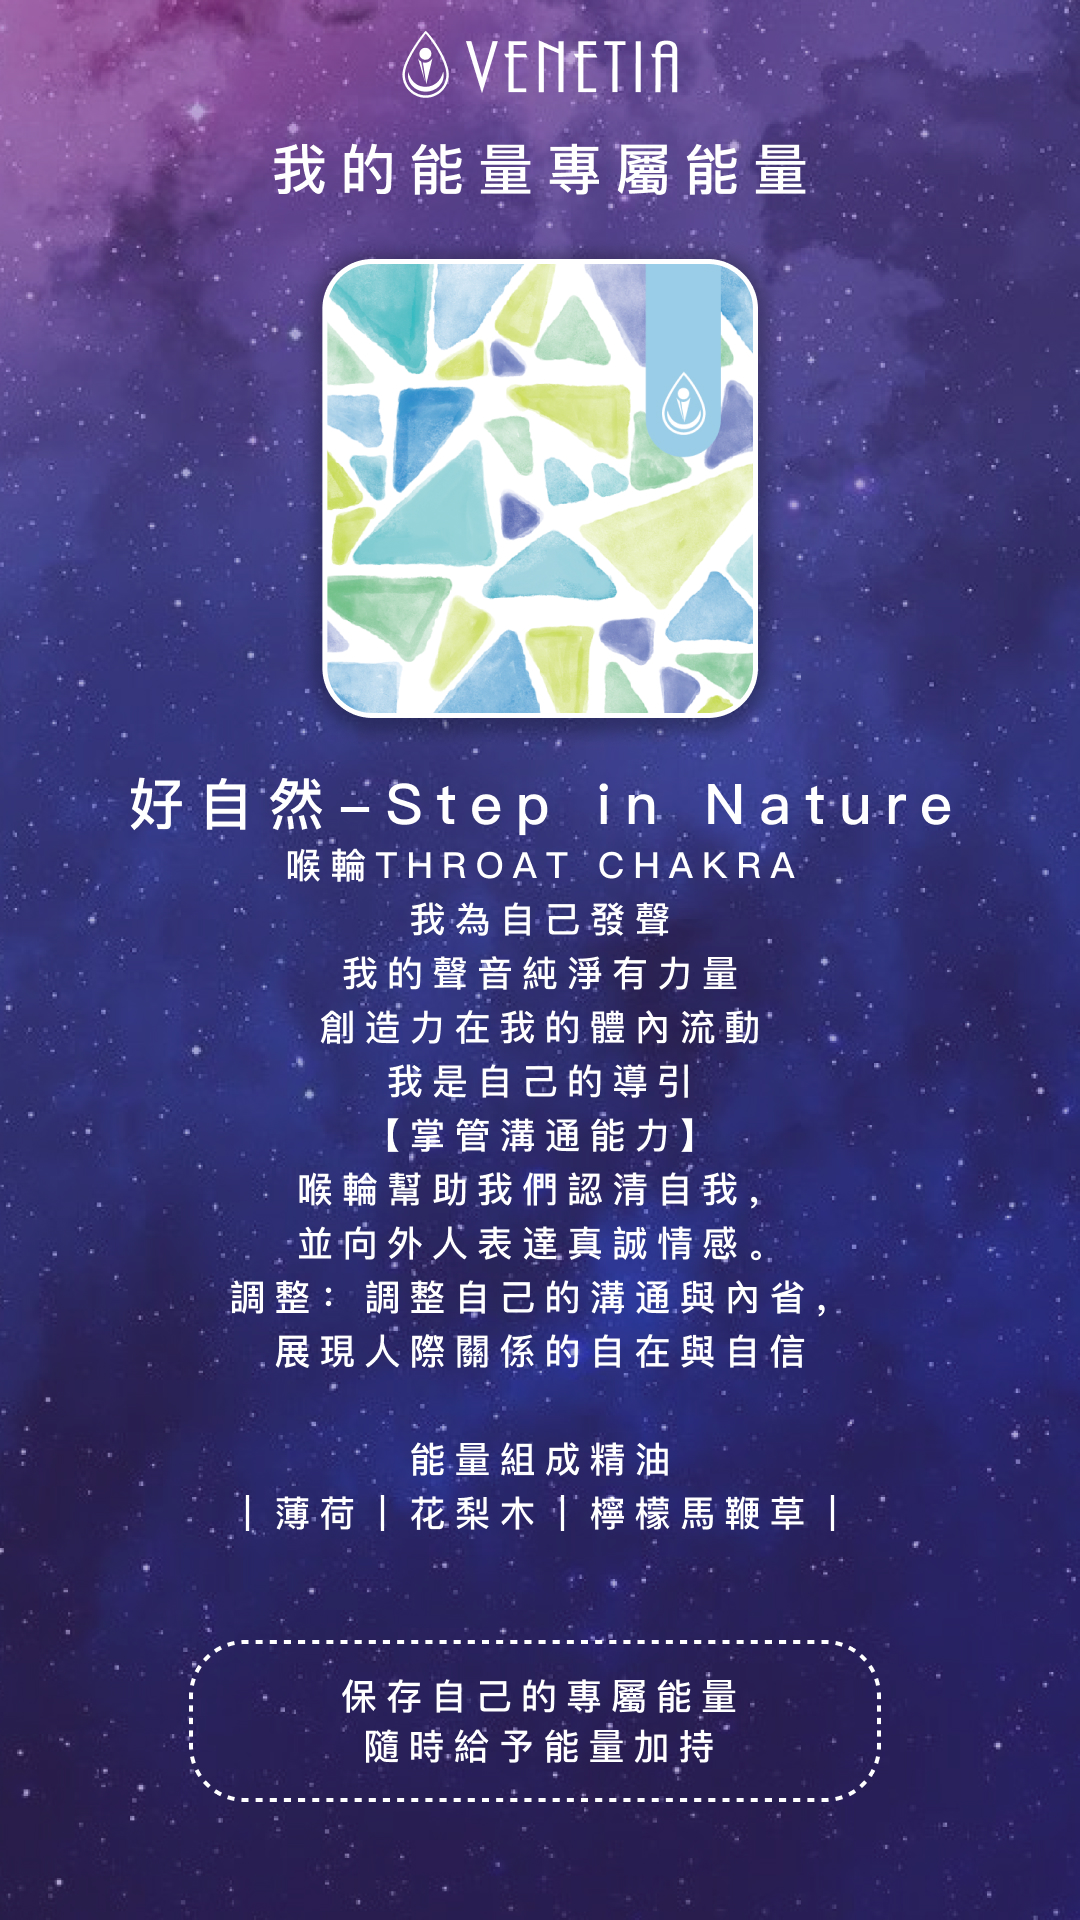 VENETIA
我的能量專屬能量
好自然–Step in Nature
喉輪THROAT CHAKRA
我為自己發聲
我的聲音純淨有力量
創造力在我的體內流動
我是自己的導引
【掌管溝通能力】
喉輪幫助我們認清自我，
並向外人表達真誠情感。
調整：調整自己的溝通與內省，
展現人際關係的自在與自信
能量組成精油
｜薄荷｜花梨木｜檸檬馬鞭草｜
保存自己的專屬能量
隨時給予能量加持